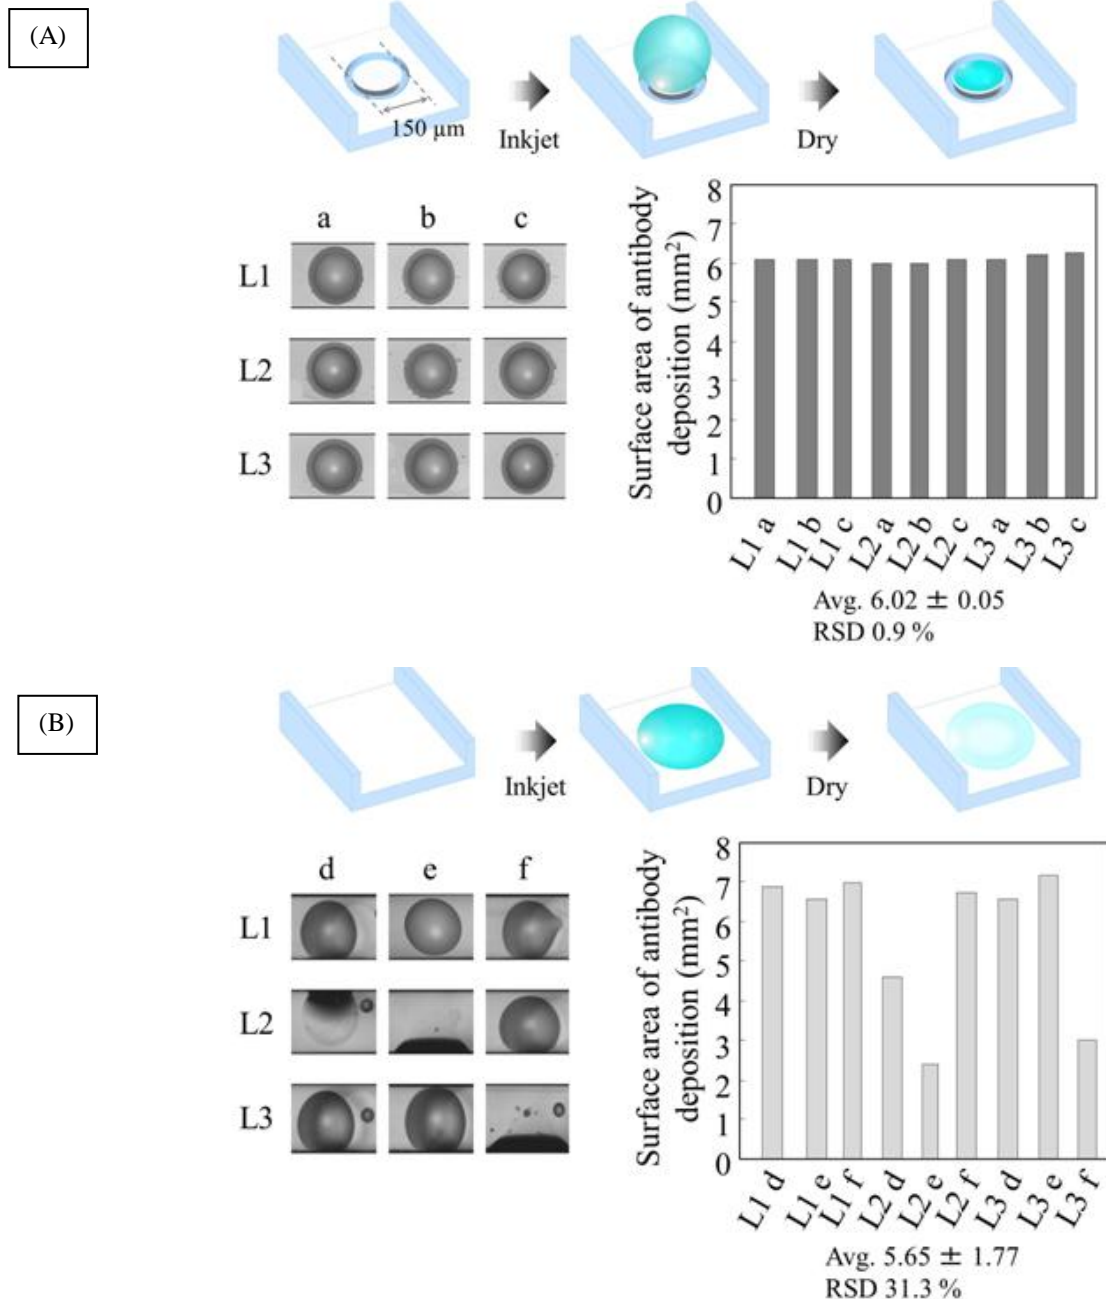 (A)
150 μm
Inkjet
Dry
a b c
L1
L2
L3
Surface area of antibody
deposition (mm²)
8
7
6
5
4
3
2
1
0
L1 a
L1 b
L1 c
L2 a
L2 b
L2 c
L3 a
L3 b
L3 c
Avg. 6.02 ± 0.05
RSD 0.9 %
(B)
Inkjet
Dry
d e f
L1
L2
L3
Surface area of antibody
deposition (mm²)
8
7
6
5
4
3
2
1
0
L1 d
L1 e
L1 f
L2 d
L2 e
L2 f
L3 d
L3 e
L3 f
Avg. 5.65 ± 1.77
RSD 31.3 %